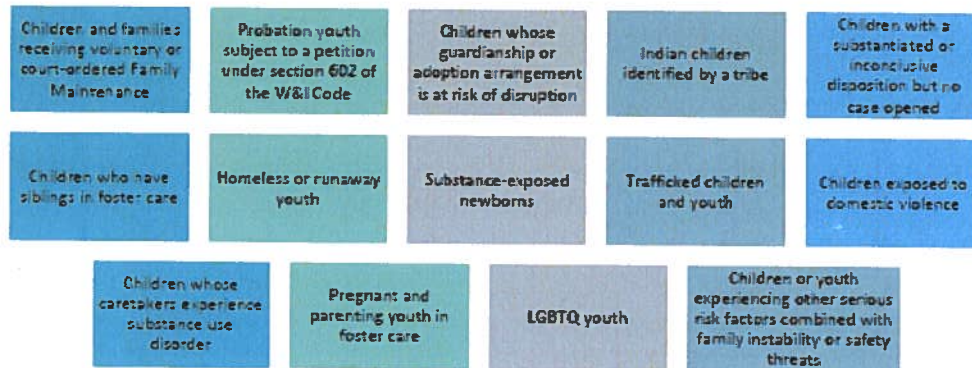 Children and families
receiving voluntary or
court-ordered Family
Maintenance
Probation youth
subject to a petition
under section 602 of
the W&I Code
Children whose
guardianship or
adoption arrangement
is at risk of disruption
Indian children
identified by a tribe
Children with a
substantiated or
inconclusive
disposition but no
case opened
Children who have
siblings in foster care
Homeless or runaway
youth
Substance-exposed
newborns
Trafficked children
and youth
Children exposed to
domestic violence
Children whose
caretakers experience
substance use
disorder
Pregnant and
parenting youth in
foster care
LGBTQ youth
Children or youth
experiencing other serious
risk factors combined with
family instability or safety
threats